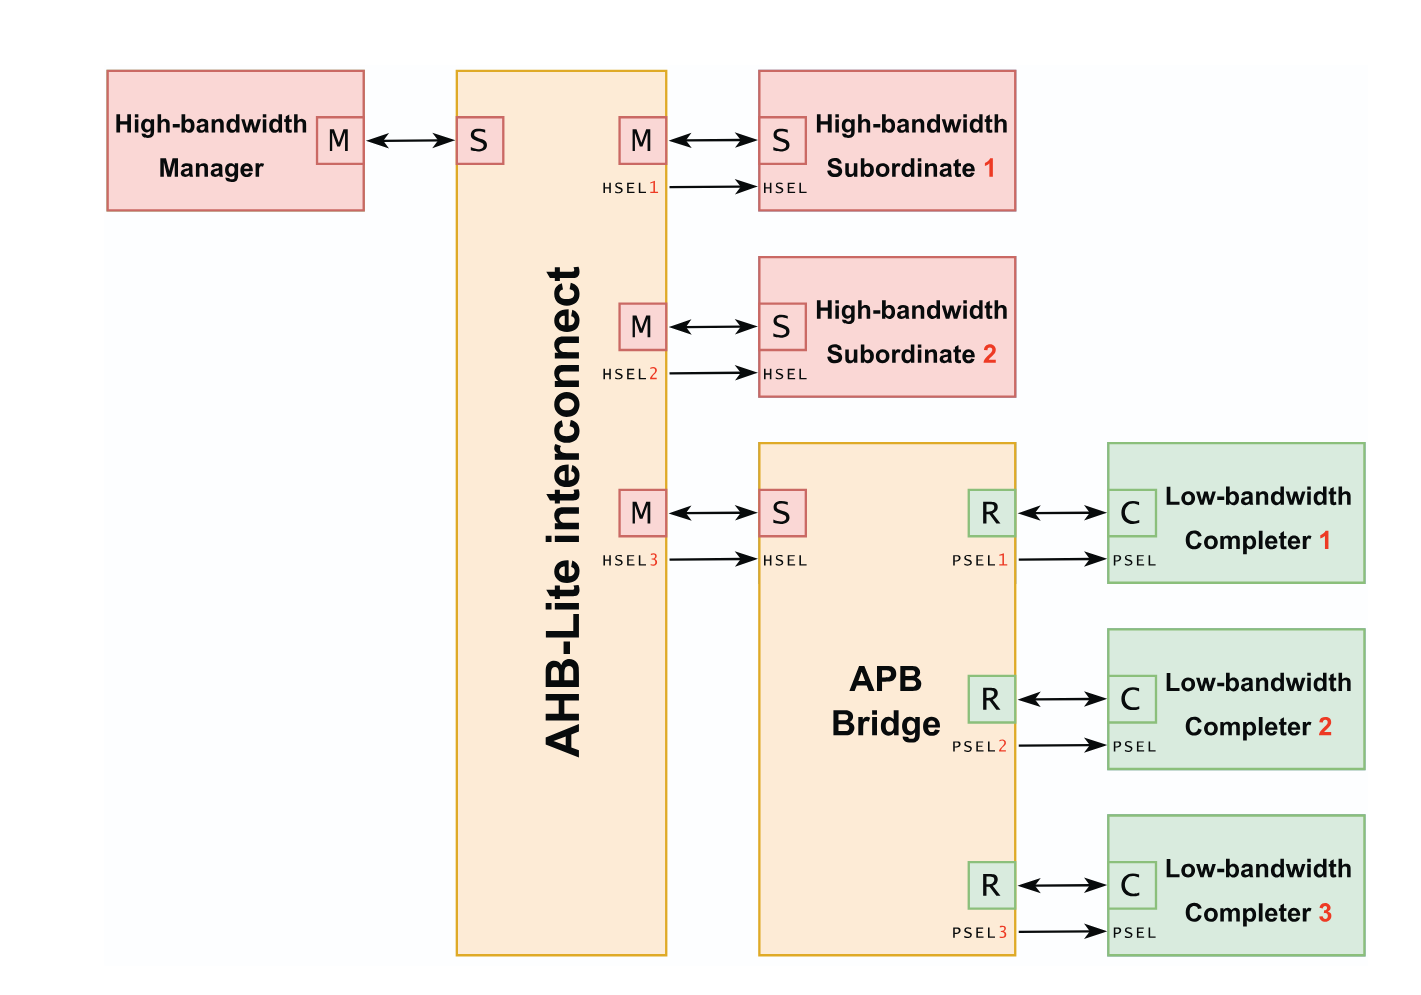 High-bandwidth
Manager
M
S
M
HSEL1
S
HSEL
High-bandwidth
Subordinate 1
AHB-Lite interconnect
M
HSEL2
S
HSEL
High-bandwidth
Subordinate 2
M
HSEL3
S
HSEL
APB
Bridge
R
PSEL1
C
PSEL
Low-bandwidth
Completer 1
R
PSEL2
C
PSEL
Low-bandwidth
Completer 2
R
PSEL3
C
PSEL
Low-bandwidth
Completer 3